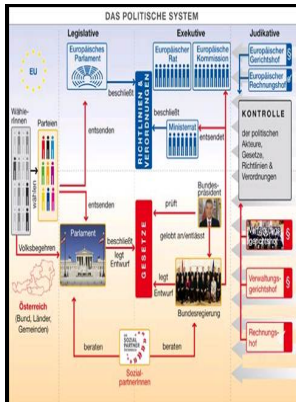 DAS POLITISCHE SYSTEM
Legislative
Exekutive
Judikative
EU
Europäisches
Parlament
Europäischer
Rat
Europäische
Kommission
Europäischer
Gerichtshof
Europäischer
Rechnungshof
RICHTLINIEN &
VERORDNUNGEN
beschließt
beschließt
Ministerrat
entsendet
Wähler-
Innen
Parteien
wählen
entsenden
entsenden
KONTROLLE
der politischen
Akteure,
Gesetze,
Richtlinien &
Verordnungen
Volksbegehren
Parlament
beschließt
legt
Entwurf
GESETZE
Bundes-
präsident
prüft
gelobt an/entlässt
legt
Entwurf
Bundesregierung
gerichtshof
Verwaltungs-
gerichtshof
Rechnungs-
hof
Österreich
(Bund, Länder,
Gemeinden)
beraten
beraten
SOZIAL
PARTNER
Sozial-
partnerInnen